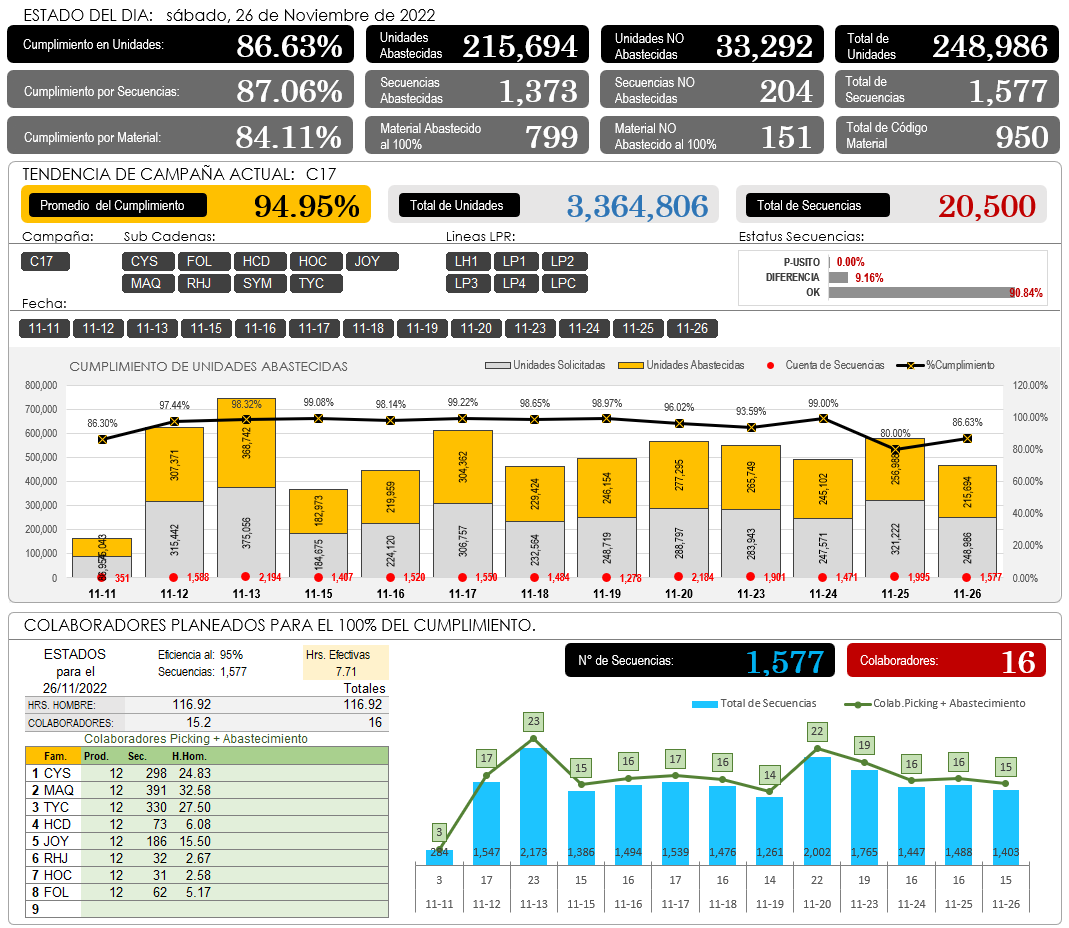 ESTADO DEL DIA: sábado, 26 de Noviembre de 2022
Cumplimiento en Unidades: 86.63%
Unidades Abastecidas 215,694
Unidades NO Abastecidas 33,292
Total de Unidades 248,986
Cumplimiento por Secuencias: 87.06%
Secuencias Abastecidas 1,373
Secuencias NO Abastecidas 204
Total de Secuencias 1,577
Cumplimiento por Material: 84.11%
Material Abastecido al 100% 799
Material NO Abastecido al 100% 151
Total de Código Material 950
TENDENCIA DE CAMPAÑA ACTUAL: C17
Promedio del Cumplimiento 94.95%
Total de Unidades 3,364,806
Total de Secuencias 20,500
Campaña: Sub Cadenas: Lineas LPR: Estatus Secuencias:
C17 CYS FOL HCD HOC JOY LH1 LP1 LP2
MAQ RHJ SYM TYC LP3 LP4 LPC
P-USITO 0.00%
DIFERENCIA 9.16%
OK 90.84%
Fecha:
11-11 11-12 11-13 11-15 11-16 11-17 11-18 11-19 11-20 11-23 11-24 11-25 11-26
CUMPLIMIENTO DE UNIDADES ABASTECIDAS
Unidades Solicitadas Unidades Abastecidas Cuenta de Secuencias %Cumplimiento
800,000
700,000
600,000
500,000
400,000
300,000
200,000
100,000
0
120.00%
100.00%
80.00%
60.00%
40.00%
20.00%
0.00%
86.30% 97.44% 98.32% 99.08% 98.14% 99.22% 98.65% 98.97% 96.02% 93.59% 99.00% 80.00% 86.63%
307,371 368,742 182,973 219,959 304,362 229,424 246,154 277,295 265,749 245,102 256,988 215,694
315,442 375,056 184,675 224,120 306,757 232,564 248,719 288,797 283,943 247,571 321,222 248,986
351 1,588 2,194 1,407 1,520 1,550 1,484 1,278 2,184 1,901 1,471 1,995 1,577
11-11 11-12 11-13 11-15 11-16 11-17 11-18 11-19 11-20 11-23 11-24 11-25 11-26
COLABORADORES PLANEADOS PARA EL 100% DEL CUMPLIMIENTO.
ESTADOS
para el
26/11/2022
Eficiencia al: 95%
Secuencias: 1,577
Hrs. Efectivas
7.71
Totales
HRS. HOMBRE: 116.92 116.92
COLABORADORES: 15.2 16
Colaboradores Picking + Abastecimiento
Fam. Prod. Sec. H.Hom.
1 CYS 12 298 24.83
2 MAQ 12 391 32.58
3 TYC 12 330 27.50
4 HCD 12 73 6.08
5 JOY 12 186 15.50
6 RHJ 12 32 2.67
7 HOC 12 31 2.58
8 FOL 12 62 5.17
9
N° de Secuencias: 1,577
Colaboradores: 16
Total de Secuencias Colab.Picking + Abastecimiento
3 17 23 15 16 17 16 14 22 19 16 16 15
284 1,547 2,173 1,386 1,494 1,539 1,476 1,261 2,002 1,765 1,447 1,488 1,403
3 17 23 15 16 17 16 14 22 19 16 16 15
11-11 11-12 11-13 11-15 11-16 11-17 11-18 11-19 11-20 11-23 11-24 11-25 11-26